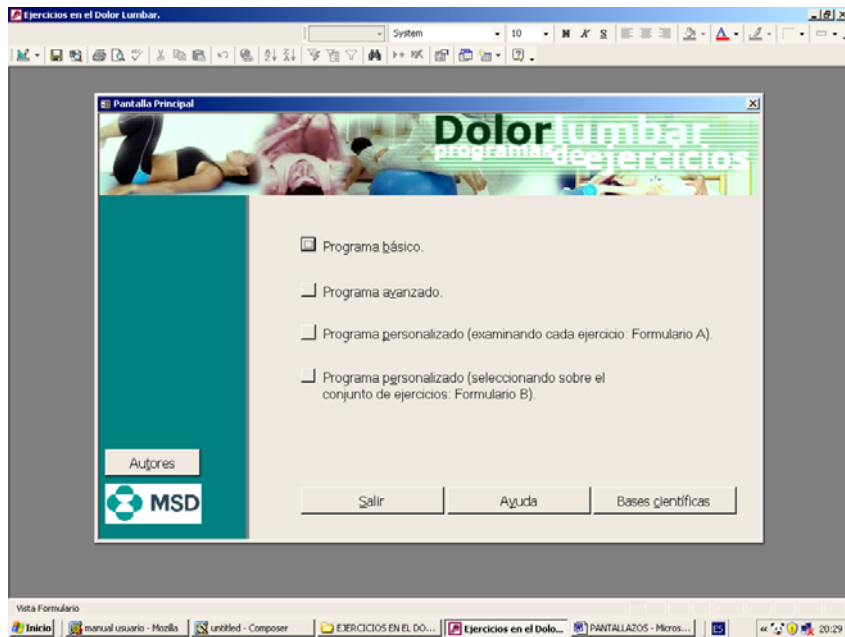 Ejercicios en el Dolor Lumbar.
System 10 N K S
Pantalla Principal
Dolor lumbar
programas de ejercicios
Programa básico.
Programa avanzado.
Programa personalizado (examinando cada ejercicio: Formulario A).
Programa personalizado (seleccionando sobre el
conjunto de ejercicios: Formulario B).
Autores
MSD
Salir Ayuda Bases científicas
Vista Formulario
Inicio manual usuario - Mozilla untitled - Composer EJERCICIOS EN EL DO... Ejercicios en el Dolo... PANTALLAZOS - Micros... ES « 20:29